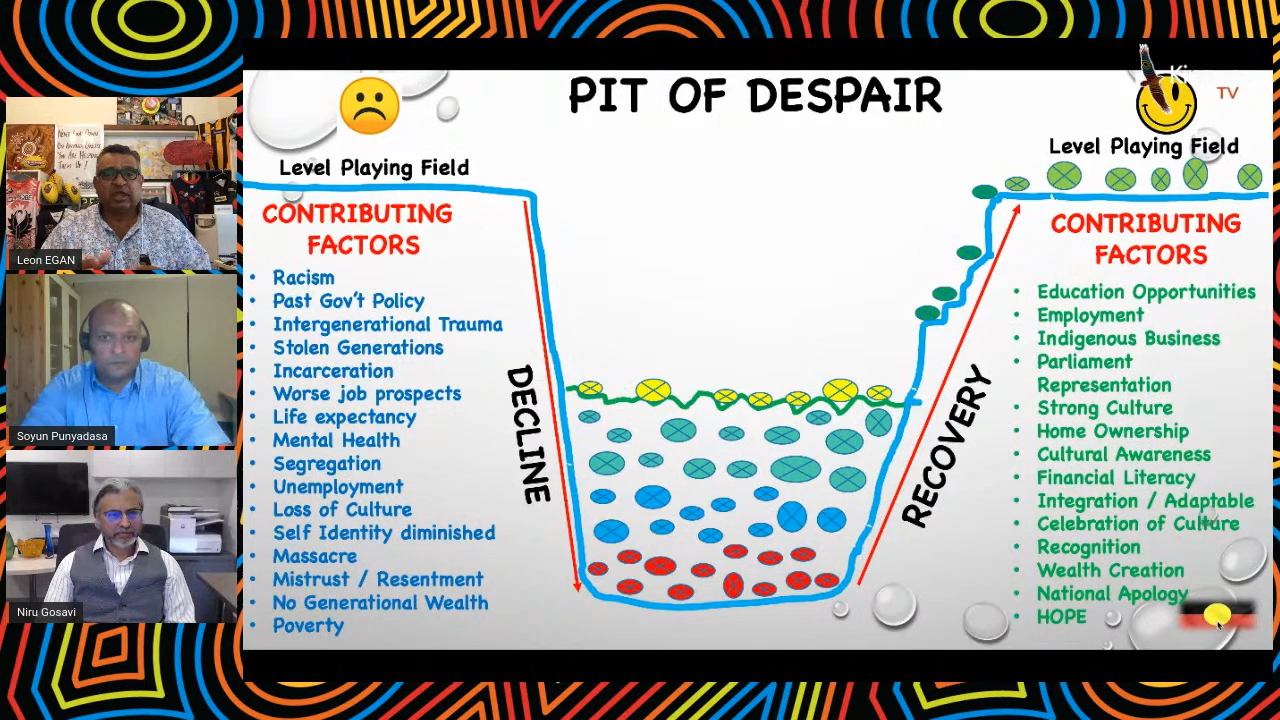 PIT OF DESPAIR
TV
Level Playing Field
Level Playing Field
CONTRIBUTING
FACTORS
• Racism
• Past Gov't Policy
• Intergenerational Trauma
• Stolen Generations
• Incarceration
• Worse job prospects
• Life expectancy
• Mental Health
• Segregation
• Unemployment
• Loss of Culture
• Self Identity diminished
• Massacre
• Mistrust / Resentment
• No Generational Wealth
• Poverty
DECLINE
RECOVERY
CONTRIBUTING
FACTORS
• Education Opportunities
• Employment
• Indigenous Business
• Parliament
Representation
• Strong Culture
• Home Ownership
• Cultural Awareness
• Financial Literacy
• Integration / Adaptable
• Celebration of Culture
• Recognition
• Wealth Creation
• National Apology
• HOPE
Leon EGAN
Soyun Punyadasa
Niru Gosavi